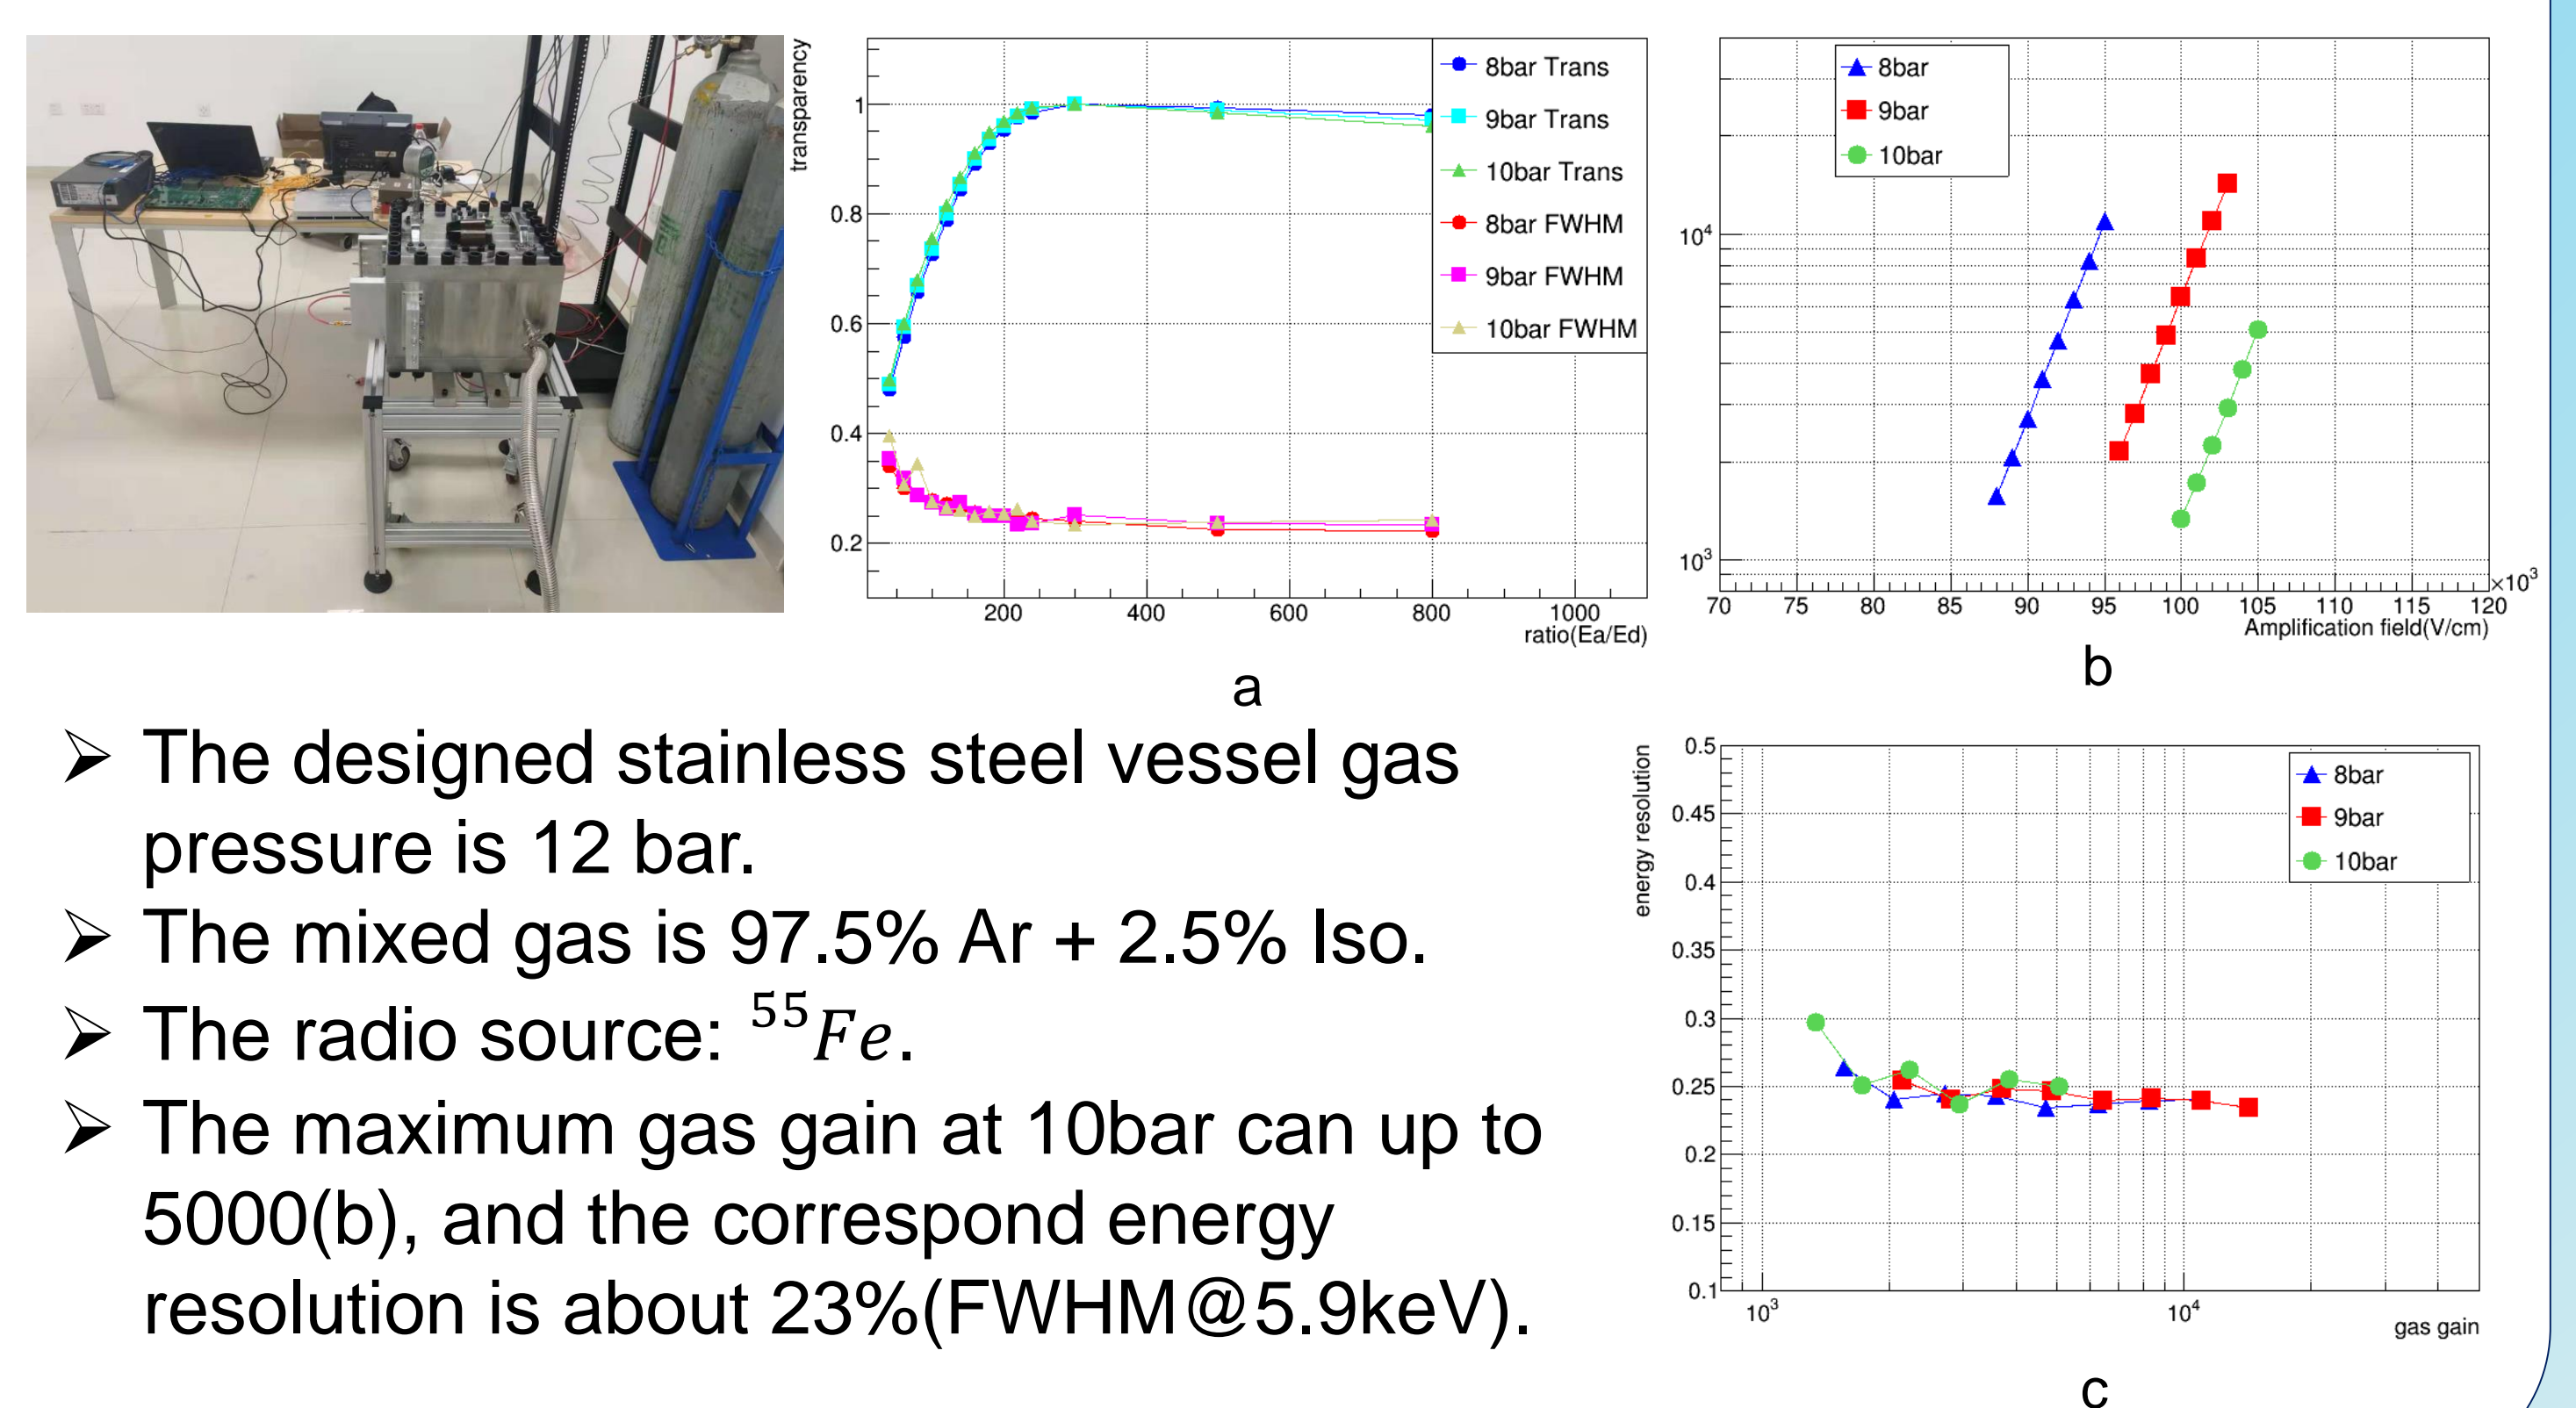 transparency
1
0.8
0.6
0.4
0.2
200 400 600 800 1000
ratio(Ea/Ed)
8bar Trans
9bar Trans
10bar Trans
8bar FWHM
9bar FWHM
10bar FWHM
a
8bar
9bar
10bar
10⁴
10³
70 75 80 85 90 95 100 105 110 115 120
×10³
Amplification field(V/cm)
b
➢ The designed stainless steel vessel gas
pressure is 12 bar.
➢ The mixed gas is 97.5% Ar + 2.5% Iso.
➢ The radio source: ⁵⁵Fe.
➢ The maximum gas gain at 10bar can up to
5000(b), and the correspond energy
resolution is about 23%(FWHM@5.9keV).
energy resolution
0.5
0.45
0.4
0.35
0.3
0.25
0.2
0.15
0.1
10³ 10⁴
gas gain
8bar
9bar
10bar
c